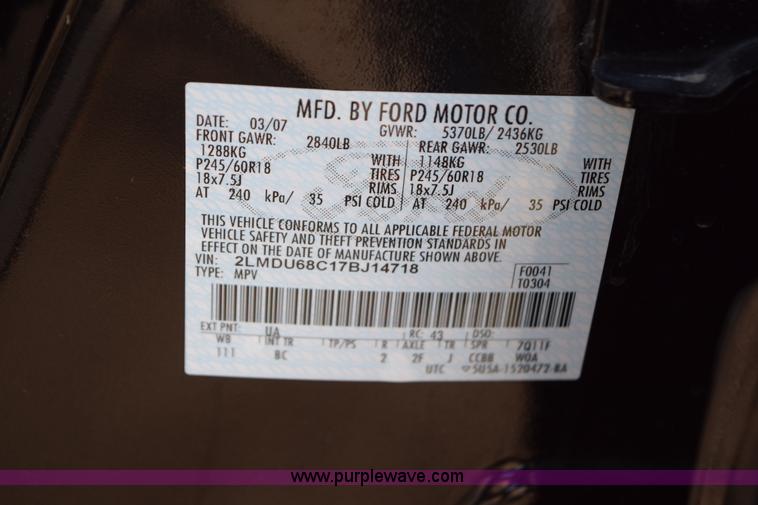 MFD. BY FORD MOTOR CO.
DATE: 03/07 GVWR: 5370LB/ 2436KG
FRONT GAWR: 2840LB REAR GAWR: 2530LB
1288KG WITH 1148KG WITH
P245/60R18 TIRES P245/60R18 TIRES
18x7.5J RIMS 18x7.5J RIMS
AT 240 kPa/ 35 PSI COLD AT 240 kPa/ 35 PSI COLD
THIS VEHICLE CONFORMS TO ALL APPLICABLE FEDERAL MOTOR
VEHICLE SAFETY AND THEFT PREVENTION STANDARDS IN
EFFECT ON THE DATE OF MANUFACTURE SHOWN ABOVE.
VIN: 2LMDU68C17BJ14718 F0041
TYPE: MPV T0304
EXT PNT: UA RC: 43 DSO:
WB INT TR TP/PS R AXLE TR SPR 7Q11F
111 BC 2 2F J CCBB WOA
UTC ▽5USA-1520472-BA
www.purplewave.com